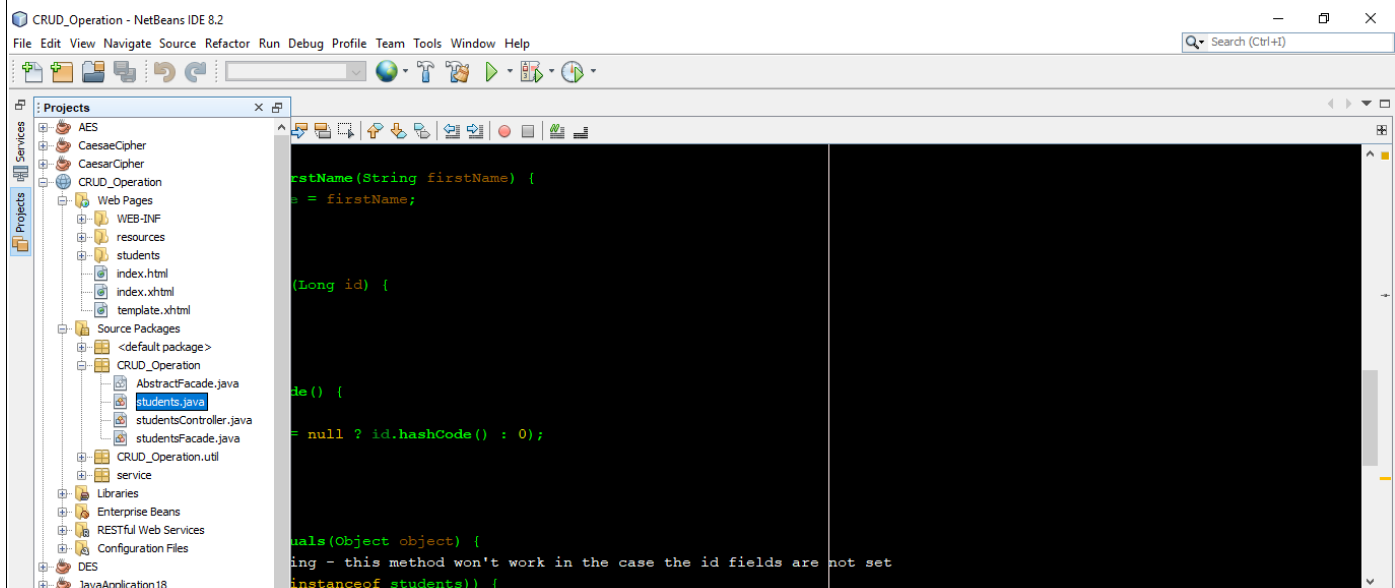 CRUD_Operation - NetBeans IDE 8.2
File Edit View Navigate Source Refactor Run Debug Profile Team Tools Window Help
Search (Ctrl+I)
Projects
Services
Projects
AES
CaesaeCipher
CaesarCipher
CRUD_Operation
Web Pages
WEB-INF
resources
students
index.html
index.xhtml
template.xhtml
Source Packages
<default package>
CRUD_Operation
AbstractFacade.java
students.java
studentsController.java
studentsFacade.java
CRUD_Operation.util
service
Libraries
Enterprise Beans
RESTful Web Services
Configuration Files
DES
JavaApplication18
rstName(String firstName) {
e = firstName;
(Long id) {
de() {
= null ? id.hashCode() : 0);
uals(Object object) {
ing - this method won't work in the case the id fields are not set
instanceof students)) {